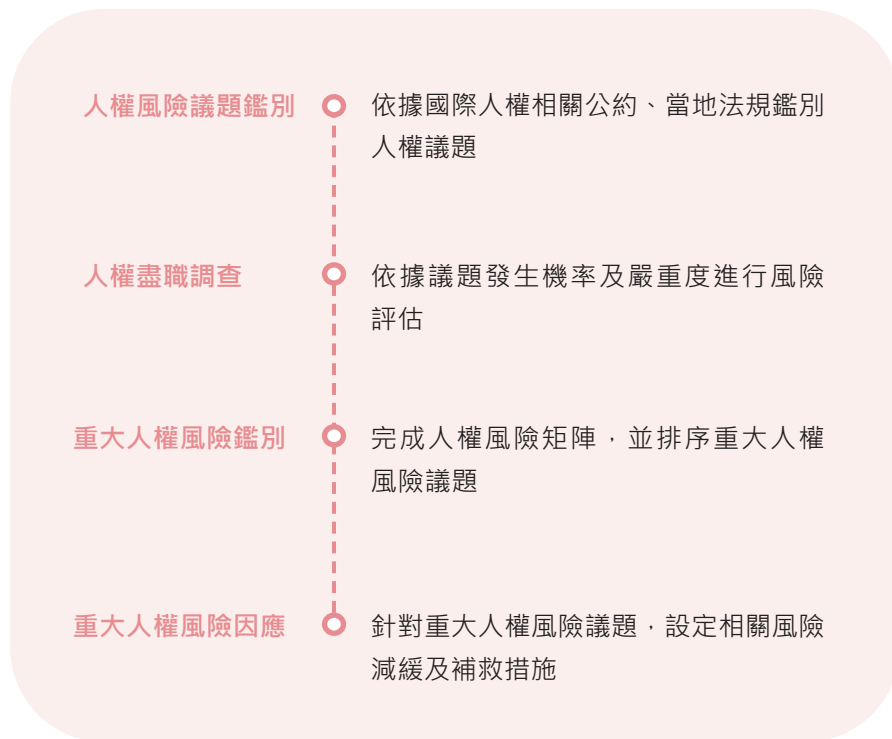 人權風險議題鑑別
依據國際人權相關公約、當地法規鑑別
人權議題
人權盡職調查
依據議題發生機率及嚴重度進行風險
評估
重大人權風險鑑別
完成人權風險矩陣，並排序重大人權
風險議題
重大人權風險因應
針對重大人權風險議題，設定相關風險
減緩及補救措施